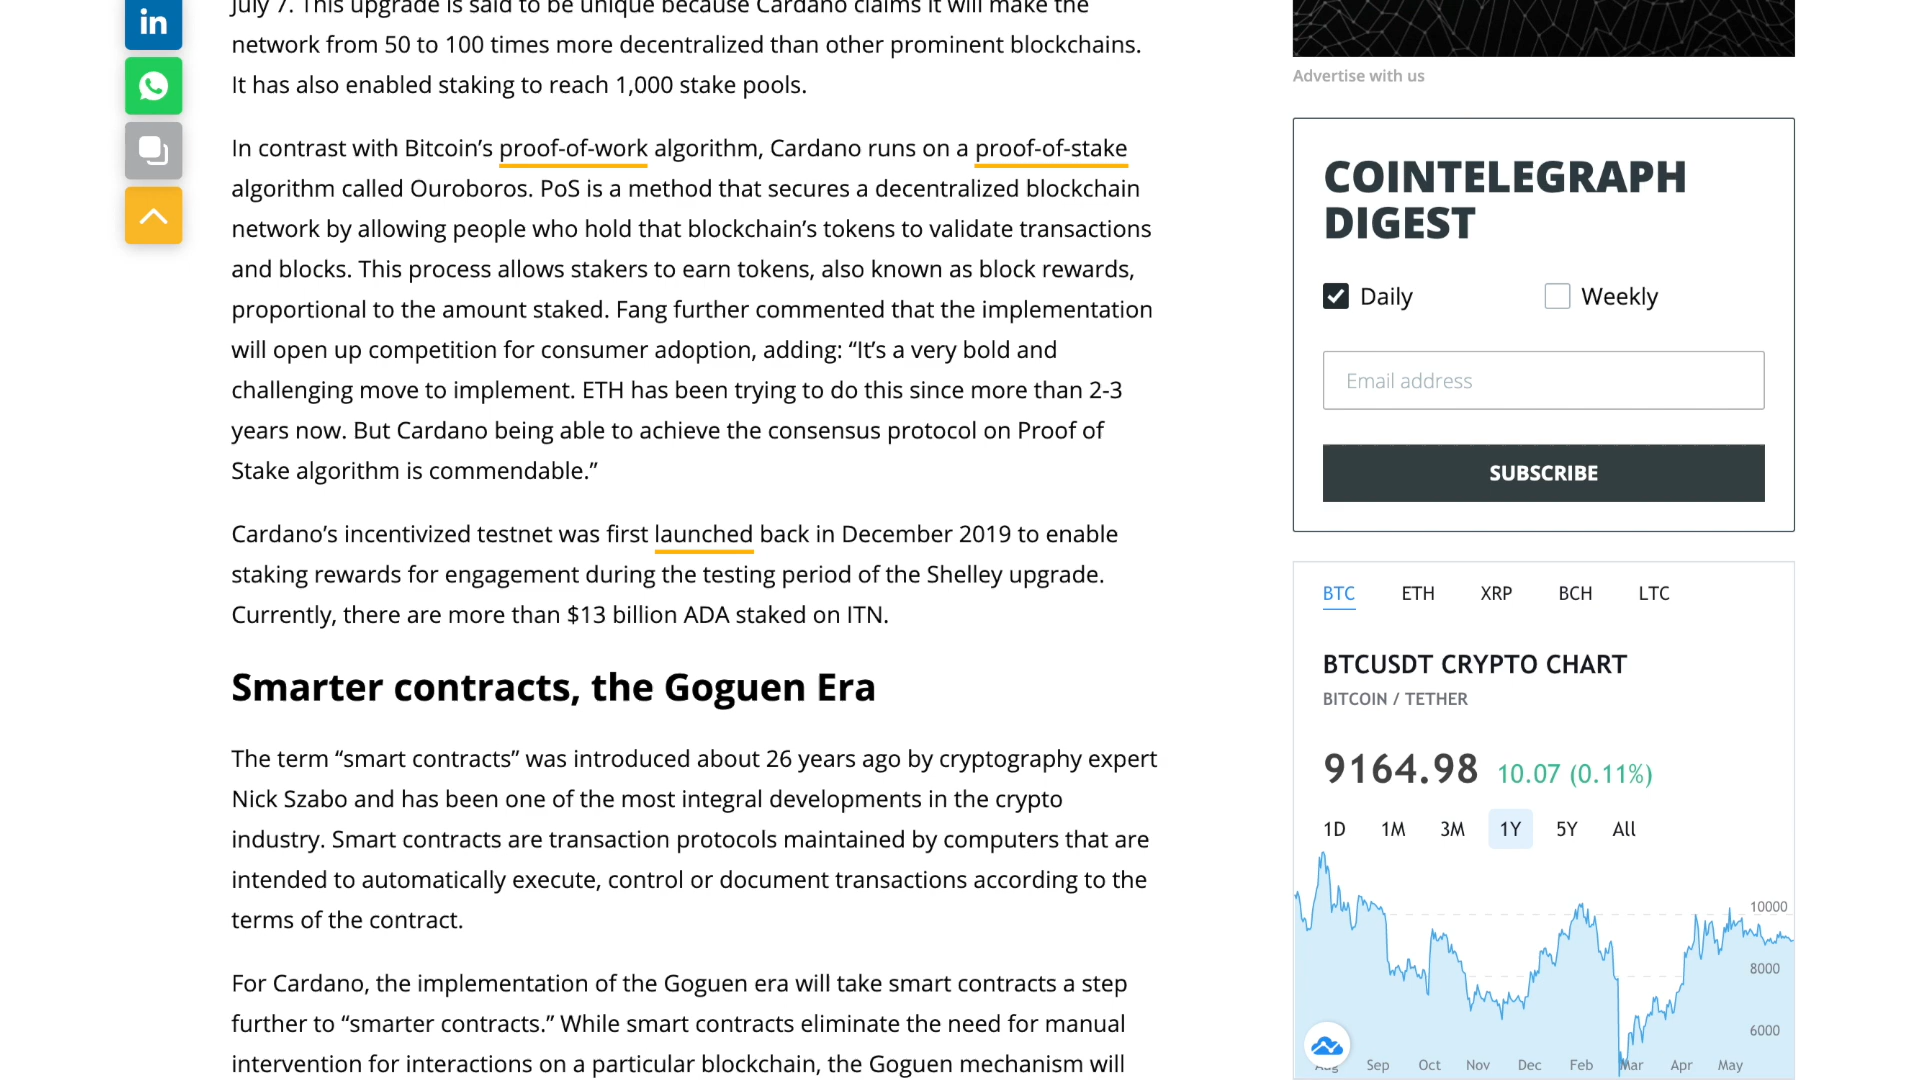 July 7. This upgrade is said to be unique because Cardano claims it will make the
network from 50 to 100 times more decentralized than other prominent blockchains.
It has also enabled staking to reach 1,000 stake pools.
In contrast with Bitcoin’s proof-of-work algorithm, Cardano runs on a proof-of-stake
algorithm called Ouroboros. PoS is a method that secures a decentralized blockchain
network by allowing people who hold that blockchain’s tokens to validate transactions
and blocks. This process allows stakers to earn tokens, also known as block rewards,
proportional to the amount staked. Fang further commented that the implementation
will open up competition for consumer adoption, adding: “It’s a very bold and
challenging move to implement. ETH has been trying to do this since more than 2-3
years now. But Cardano being able to achieve the consensus protocol on Proof of
Stake algorithm is commendable.”
Cardano’s incentivized testnet was first launched back in December 2019 to enable
staking rewards for engagement during the testing period of the Shelley upgrade.
Currently, there are more than $13 billion ADA staked on ITN.
Smarter contracts, the Goguen Era
The term “smart contracts” was introduced about 26 years ago by cryptography expert
Nick Szabo and has been one of the most integral developments in the crypto
industry. Smart contracts are transaction protocols maintained by computers that are
intended to automatically execute, control or document transactions according to the
terms of the contract.
For Cardano, the implementation of the Goguen era will take smart contracts a step
further to “smarter contracts.” While smart contracts eliminate the need for manual
intervention for interactions on a particular blockchain, the Goguen mechanism will
in
Advertise with us
COINTELEGRAPH
DIGEST
Daily Weekly
Email address
SUBSCRIBE
BTC ETH XRP BCH LTC
BTCUSDT CRYPTO CHART
BITCOIN / TETHER
9164.98 10.07 (0.11%)
1D 1M 3M 1Y 5Y All
10000
8000
6000
Aug Sep Oct Nov Dec Feb Mar Apr May